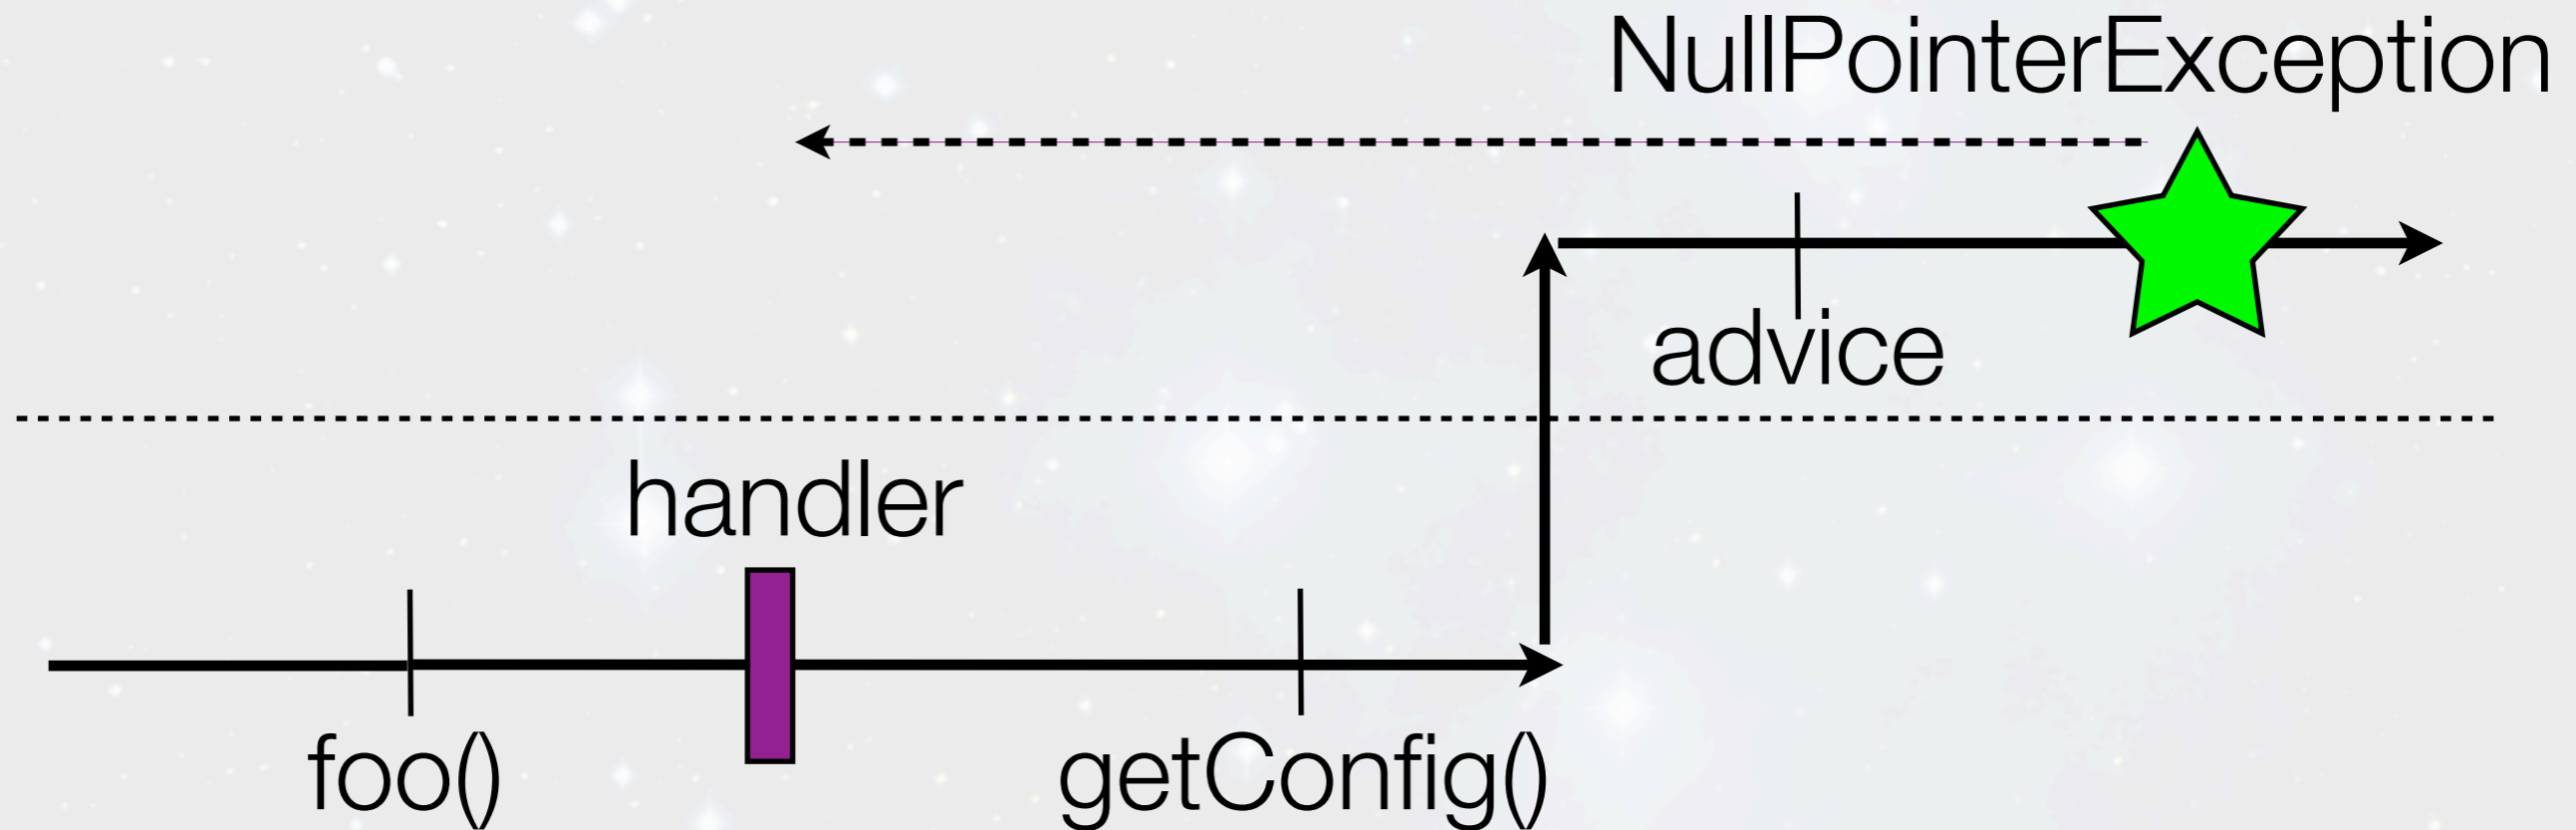 NullPointerException
advice
handler
foo()
getConfig()